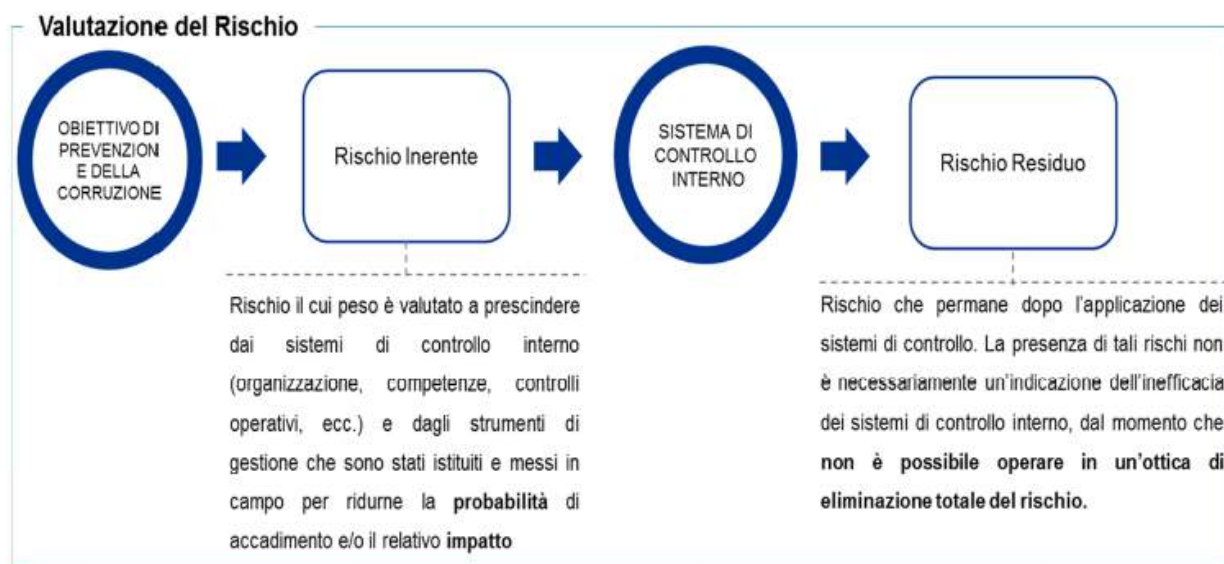 Valutazione del Rischio
OBIETTIVO DI
PREVENZION
E DELLA
CORRUZIONE
Rischio Inerente
SISTEMA DI
CONTROLLO
INTERNO
Rischio Residuo
Rischio il cui peso è valutato a prescindere
dai sistemi di controllo interno
(organizzazione, competenze, controlli
operativi, ecc.) e dagli strumenti di
gestione che sono stati istituiti e messi in
campo per ridurne la probabilità di
accadimento e/o il relativo impatto
Rischio che permane dopo l'applicazione dei
sistemi di controllo. La presenza di tali rischi non
è necessariamente un'indicazione dell'inefficacia
dei sistemi di controllo interno, dal momento che
non è possibile operare in un'ottica di
eliminazione totale del rischio.